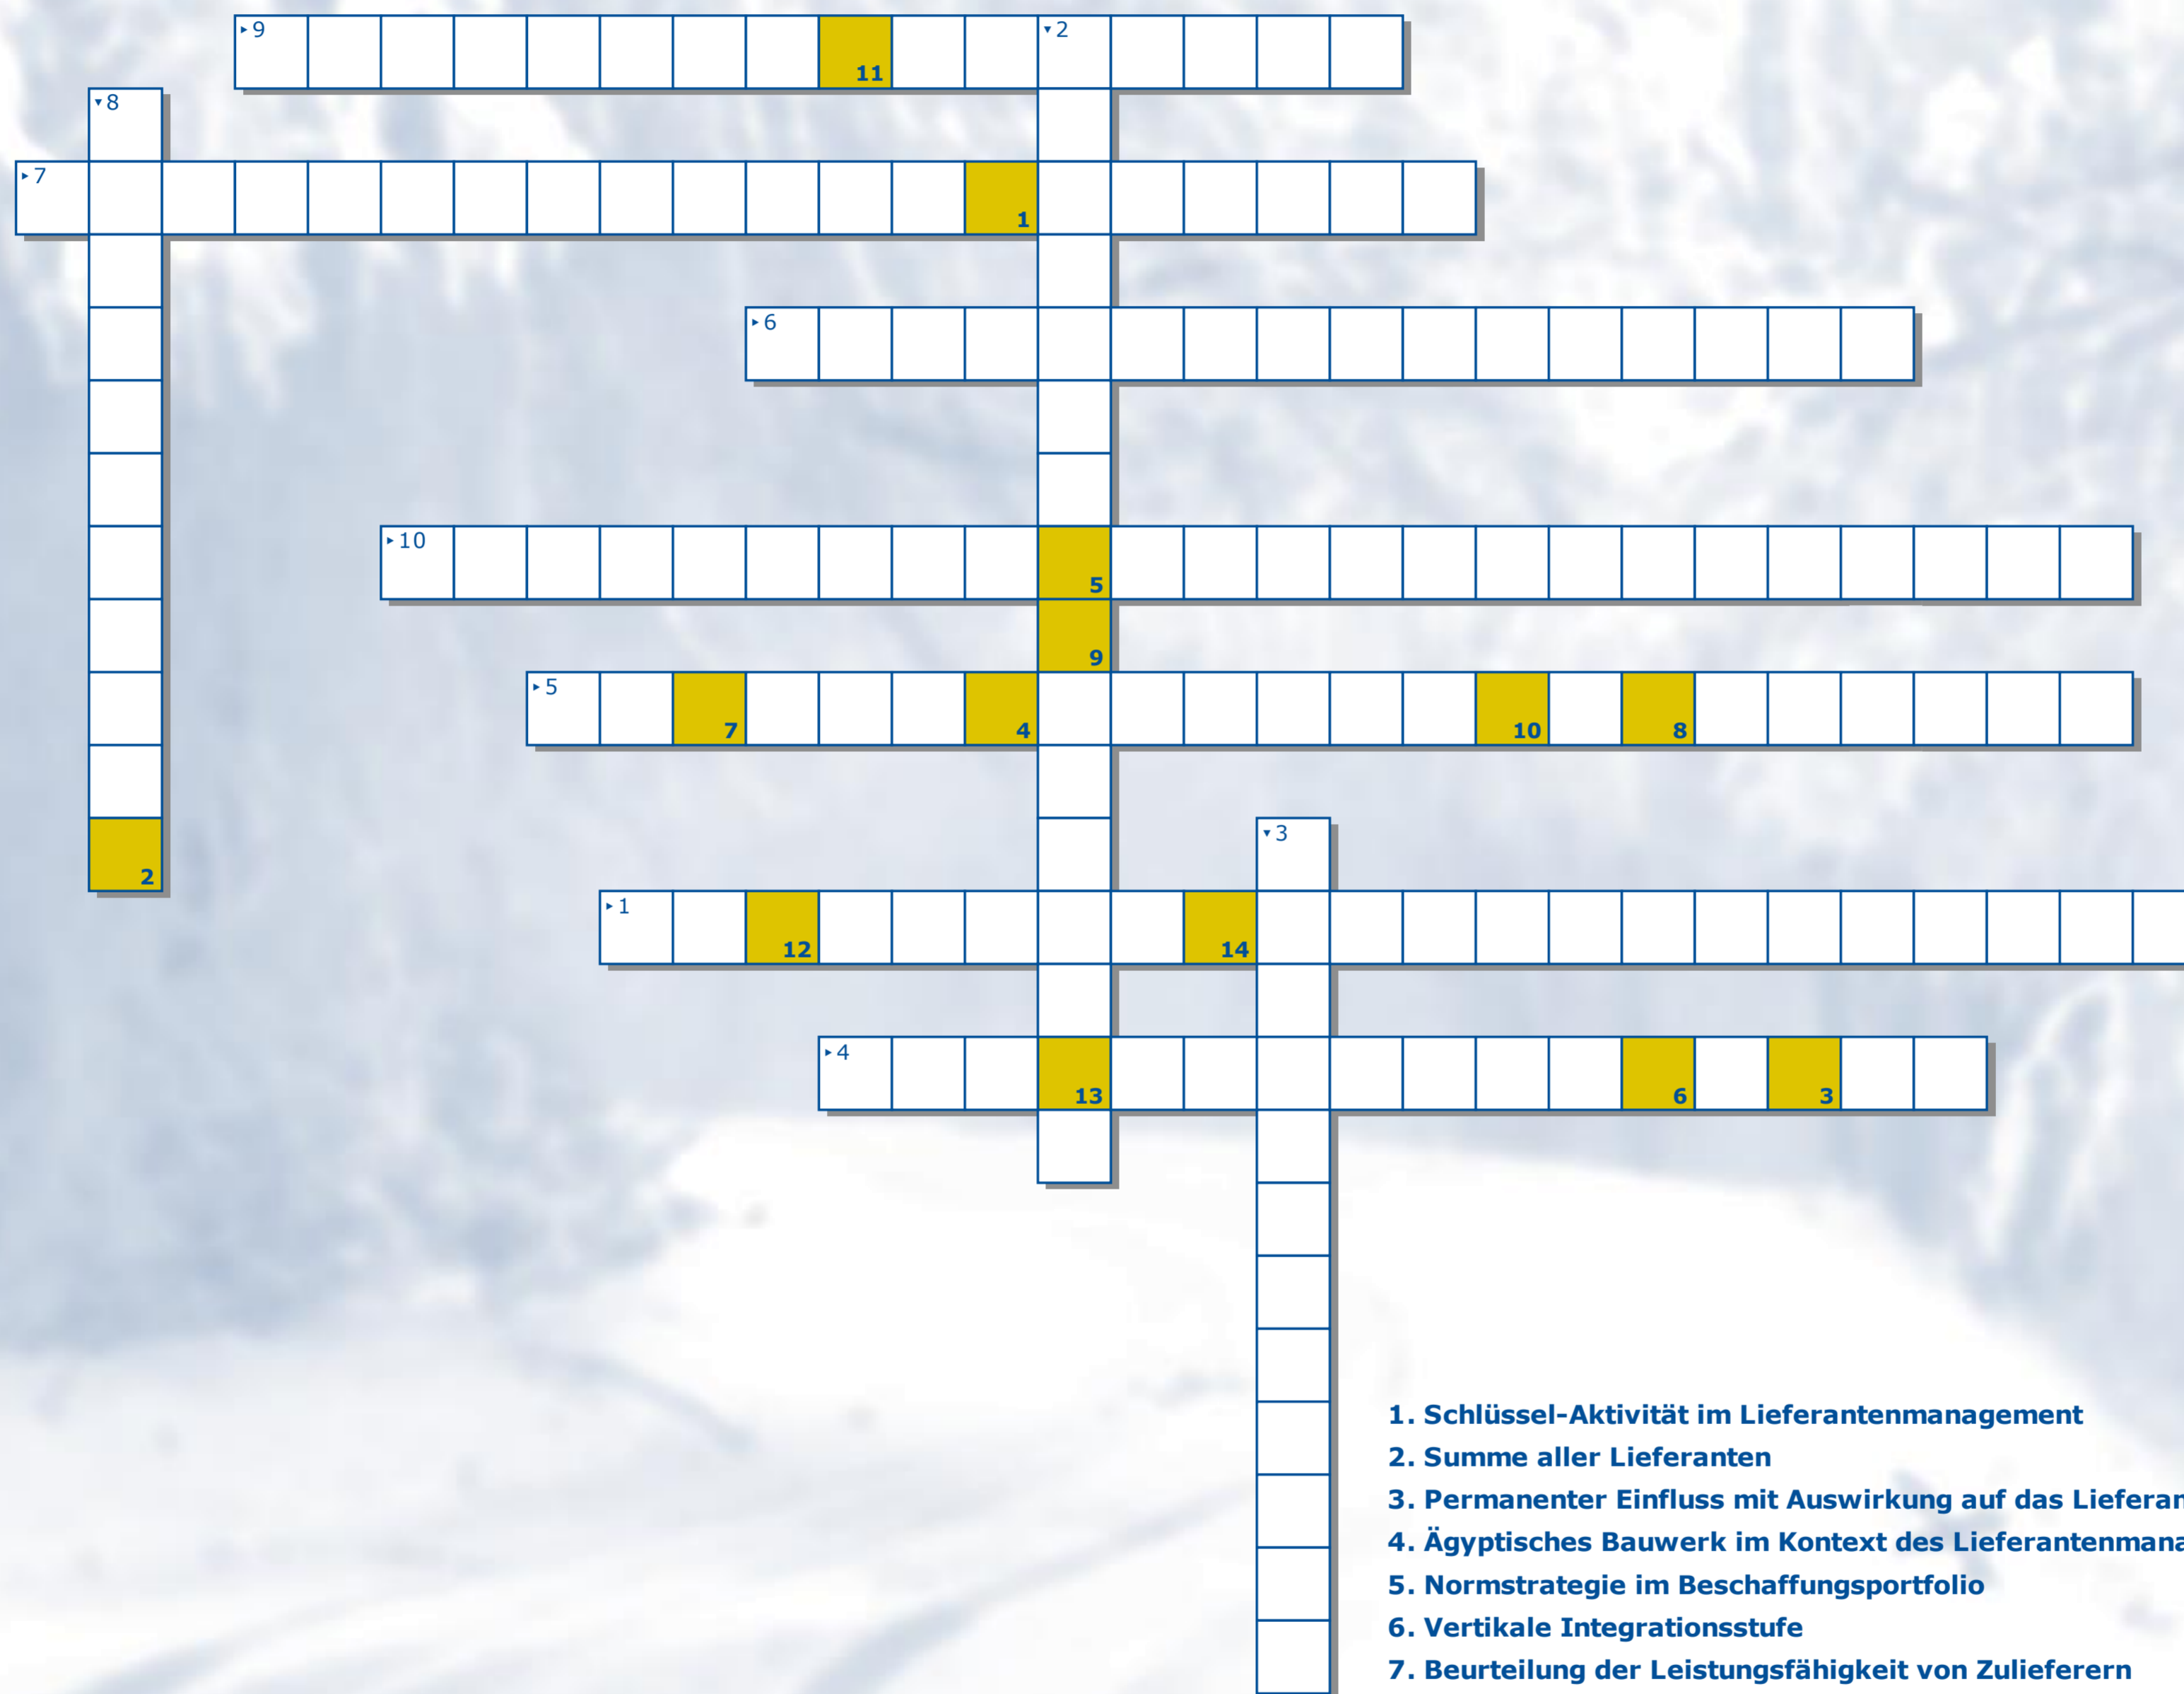 9 2
11
8
7
1
6
10
5
9
5
7 4 10 8
3
2
1
12 14
4
13 6 3
1. Schlüssel-Aktivität im Lieferantenmanagement
2. Summe aller Lieferanten
3. Permanenter Einfluss mit Auswirkung auf das Lieferan
4. Ägyptisches Bauwerk im Kontext des Lieferantenmana
5. Normstrategie im Beschaffungsportfolio
6. Vertikale Integrationsstufe
7. Beurteilung der Leistungsfähigkeit von Zulieferern